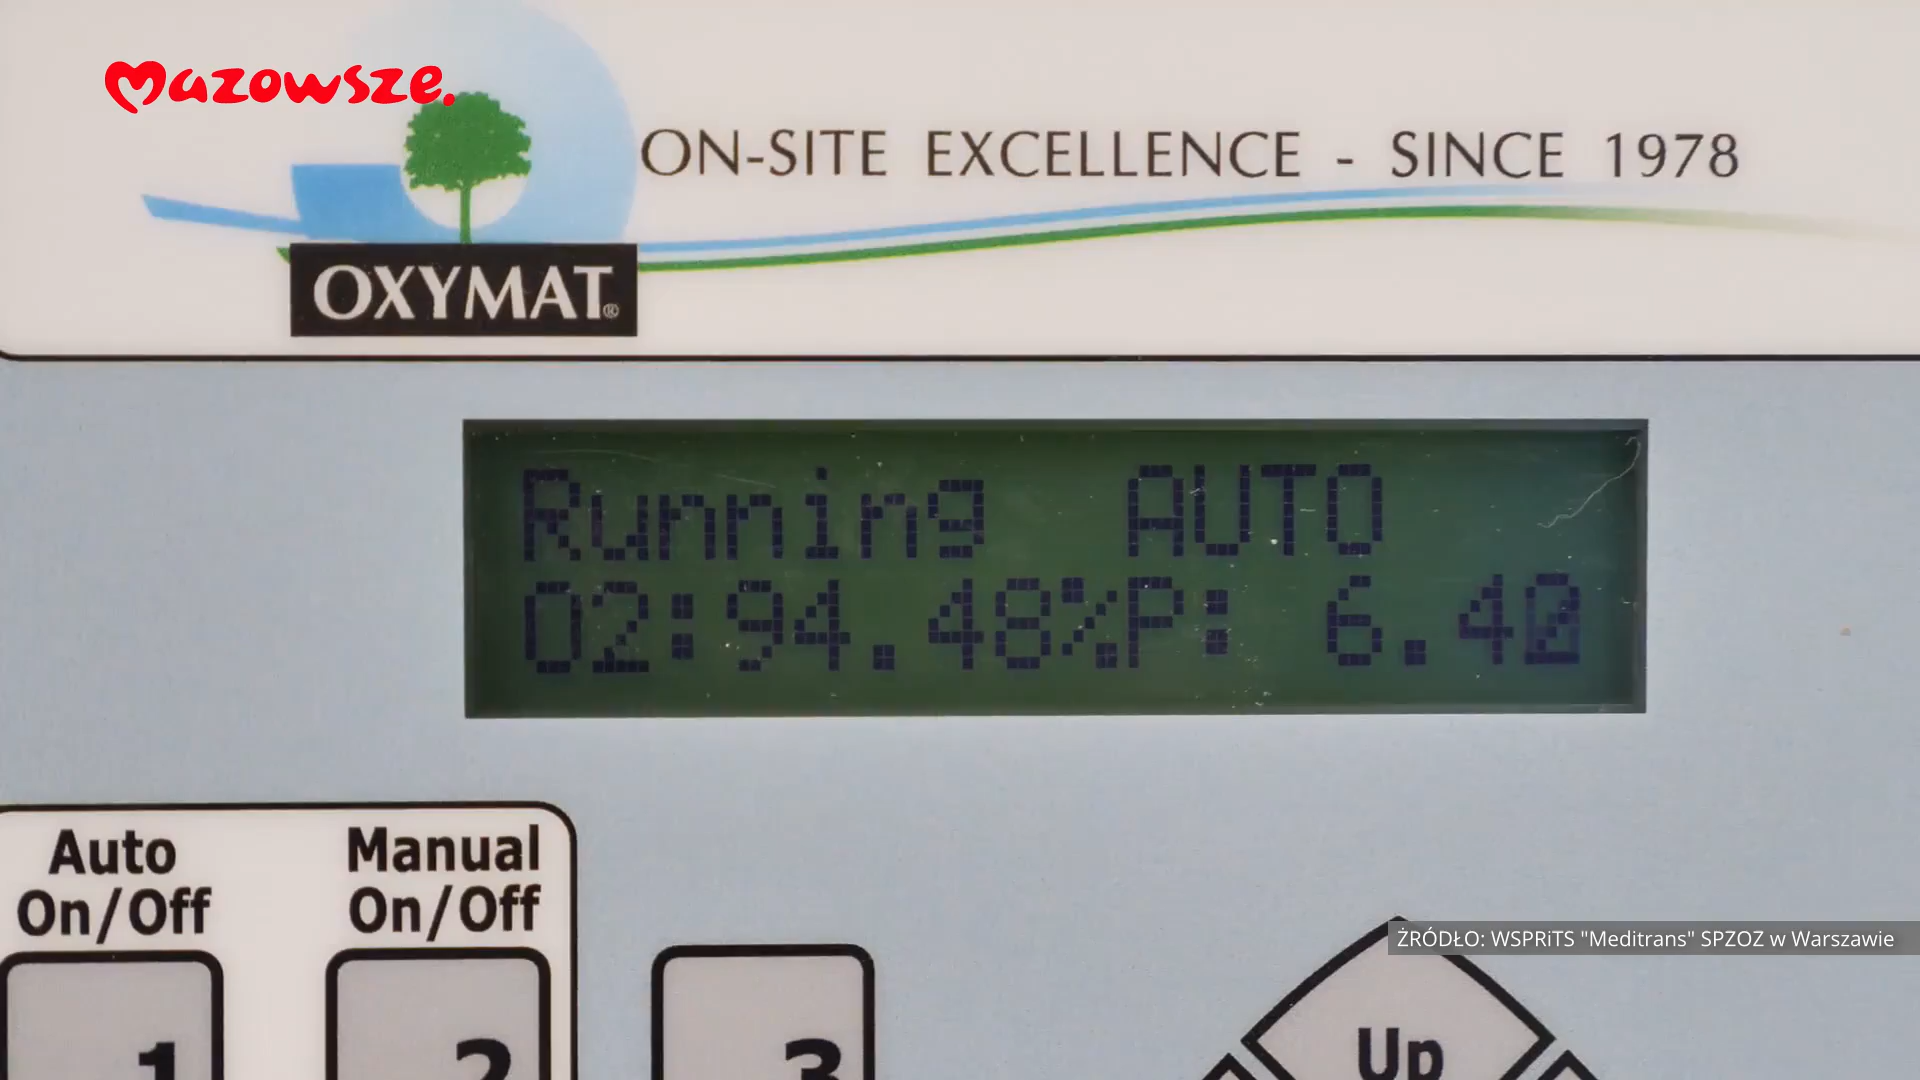 Mazowsze.
ON-SITE EXCELLENCE - SINCE 1978
OXYMAT®
Running AUTO
O2:94.48%P: 6.4
Auto On/Off
Manual On/Off
1
2
3
Up
ŹRÓDŁO: WSPRiTS "Meditrans" SPZOZ w Warszawie